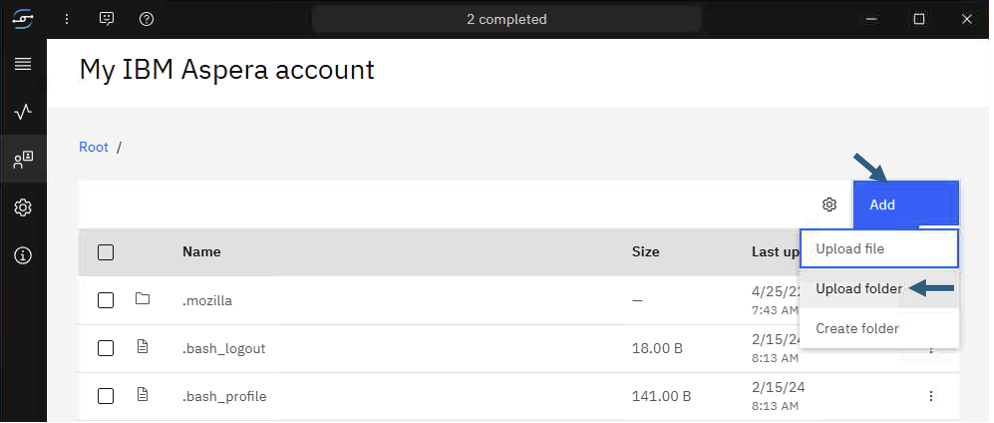 2 completed
My IBM Aspera account
Root /
Add
Upload file
Upload folder
Create folder
Name Size
.mozilla — 4/25/2
7:43 AM
.bash_logout 18.00 B 2/15/24
8:13 AM
.bash_profile 141.00 B 2/15/24
8:13 AM